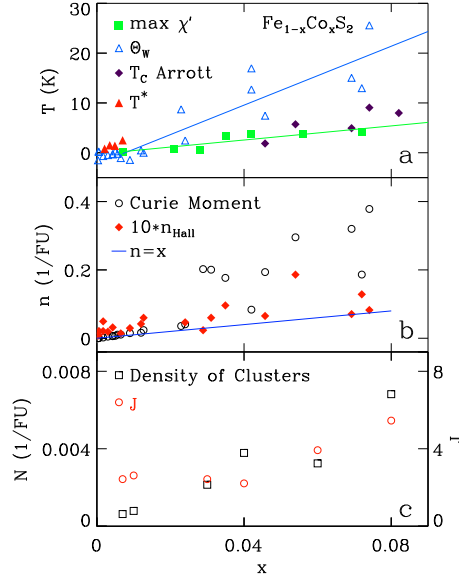 Fe1-xCoxS2
max χ′
ΘW
TC Arrott
T*
T (K)
30
20
10
0
a
Curie Moment
10*nHall
n=x
n (1/FU)
0.4
0.2
0
b
Density of Clusters
J
N (1/FU)
0.008
0.004
0
8
4
0
J
c
0
0.04
0.08
x